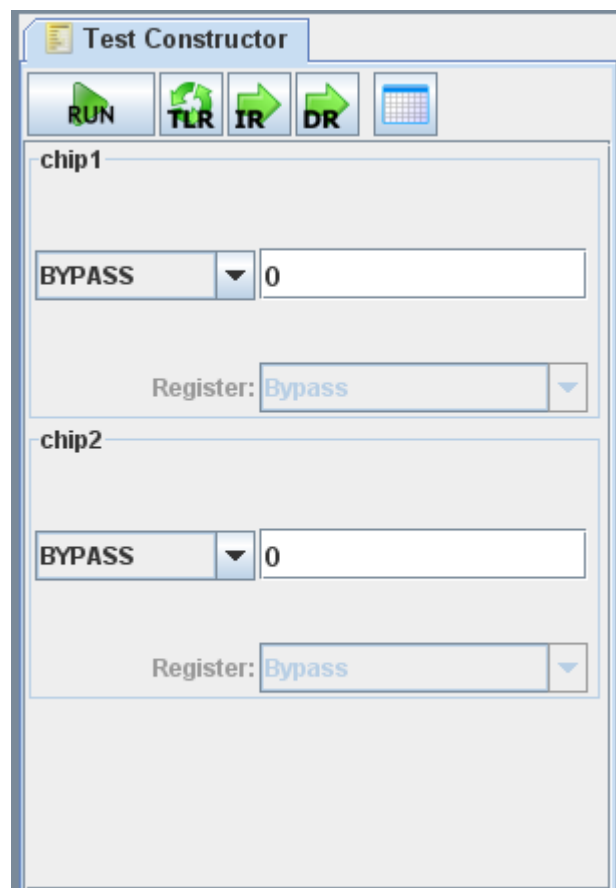 Test Constructor
RUN TLR IR DR
chip1
BYPASS 0
Register: Bypass
chip2
BYPASS 0
Register: Bypass